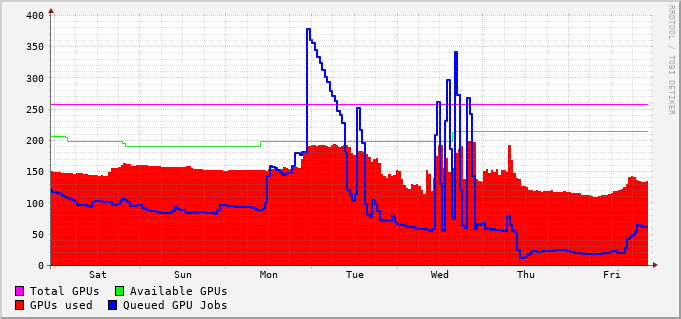 RRDTOOL / TOBI OETIKER
400
350
300
250
200
150
100
50
0
Sat Sun Mon Tue Wed Thu Fri
Total GPUs Available GPUs
GPUs used Queued GPU Jobs